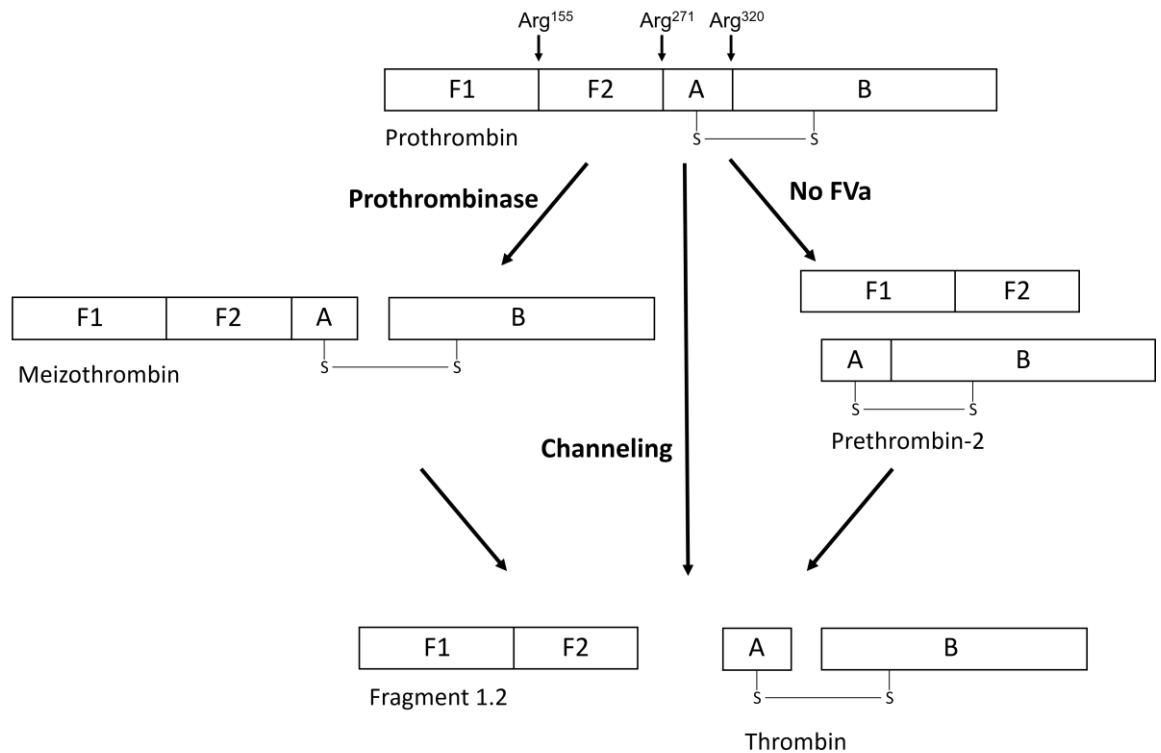 Arg155 Arg271 Arg320
F1 F2 A B
S S
Prothrombin
Prothrombinase
No FVa
F1 F2
F1 F2 A B
S S
Meizothrombin
A B
S S
Prethrombin-2
Channeling
F1 F2
Fragment 1.2
A B
S S
Thrombin